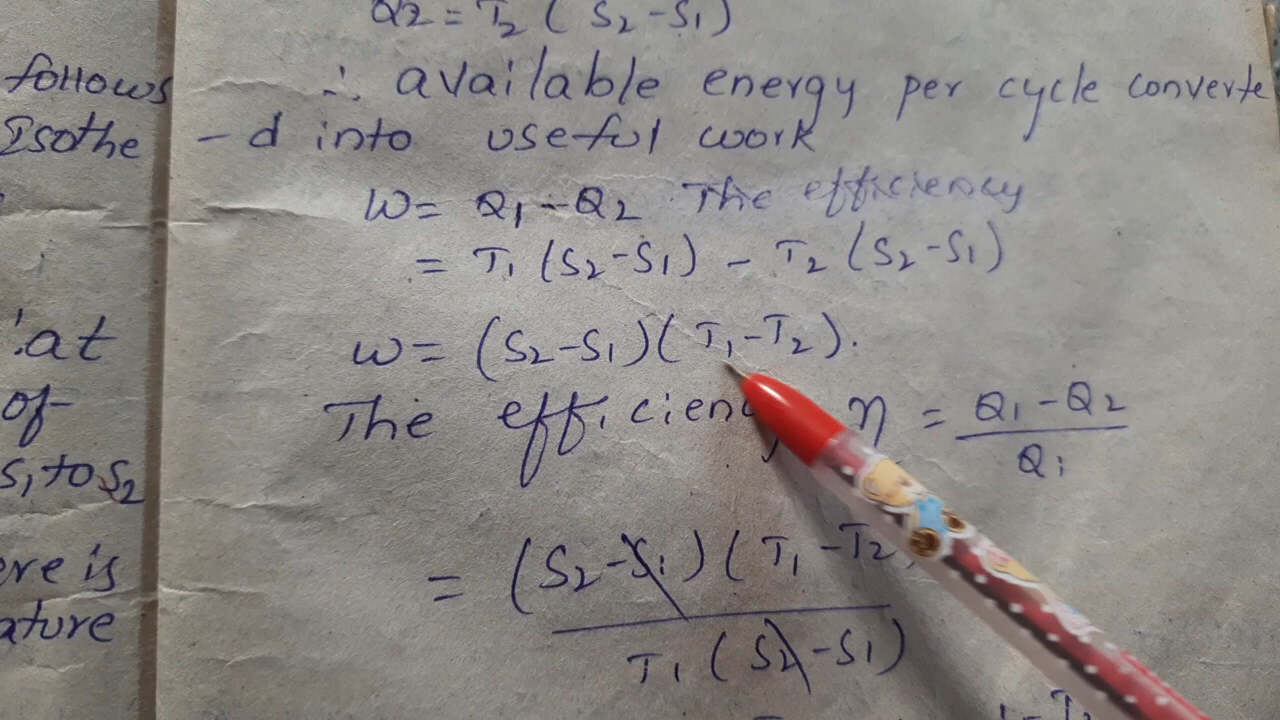 follows
Isothe
at
of
S₁ to S₂
ere is
ature
Q2 = T₂ ( S₂ - S₁ )
∴ available energy per cycle converte
- d into useful work
W = Q₁ - Q₂ The efficiency
= T₁ (S₂ - S₁) - T₂ (S₂ - S₁)
W = (S₂ - S₁) ( T₁ - T₂ ).
The efficiency η = (Q₁ - Q₂) / Q₁
= (S₂ - S₁) ( T₁ - T₂ / T₁ ( S₂ - S₁ )